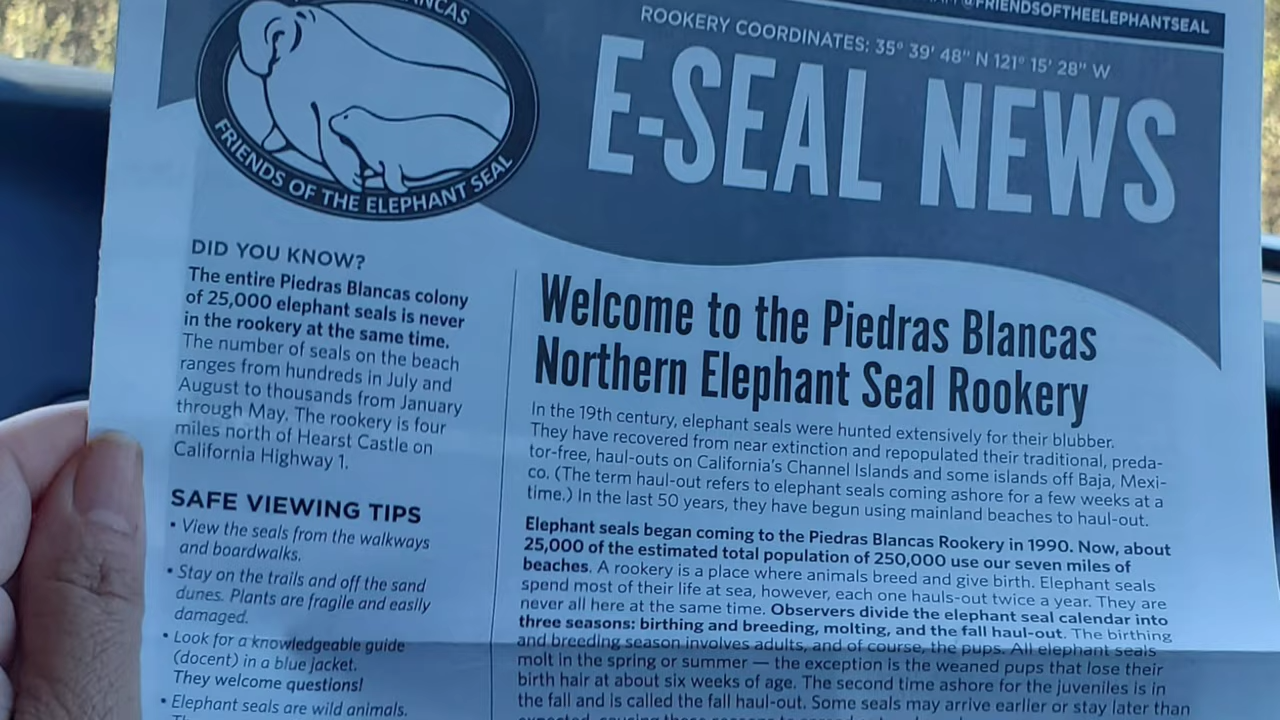 @FRIENDSOFTHEELEPHANTSEAL
ROOKERY COORDINATES: 35° 39' 48" N 121° 15' 28" W
E-SEAL NEWS
FRIENDS OF THE ELEPHANT SEAL
DID YOU KNOW?
The entire Piedras Blancas colony
of 25,000 elephant seals is never
in the rookery at the same time.
The number of seals on the beach
ranges from hundreds in July and
August to thousands from January
through May. The rookery is four
miles north of Hearst Castle on
California Highway 1.
SAFE VIEWING TIPS
• View the seals from the walkways
and boardwalks.
• Stay on the trails and off the sand
dunes. Plants are fragile and easily
damaged.
• Look for a knowledgeable guide
(docent) in a blue jacket.
They welcome questions!
• Elephant seals are wild animals.
Welcome to the Piedras Blancas
Northern Elephant Seal Rookery
In the 19th century, elephant seals were hunted extensively for their blubber.
They have recovered from near extinction and repopulated their traditional, preda-
tor-free, haul-outs on California's Channel Islands and some islands off Baja, Mexi-
co. (The term haul-out refers to elephant seals coming ashore for a few weeks at a
time.) In the last 50 years, they have begun using mainland beaches to haul-out.
Elephant seals began coming to the Piedras Blancas Rookery in 1990. Now, about
25,000 of the estimated total population of 250,000 use our seven miles of
beaches. A rookery is a place where animals breed and give birth. Elephant seals
spend most of their life at sea, however, each one hauls-out twice a year. They are
never all here at the same time. Observers divide the elephant seal calendar into
three seasons: birthing and breeding, molting, and the fall haul-out. The birthing
and breeding season involves adults, and of course, the pups. All elephant seals
molt in the spring or summer — the exception is the weaned pups that lose their
birth hair at about six weeks of age. The second time ashore for the juveniles is in
the fall and is called the fall haul-out. Some seals may arrive earlier or stay later than